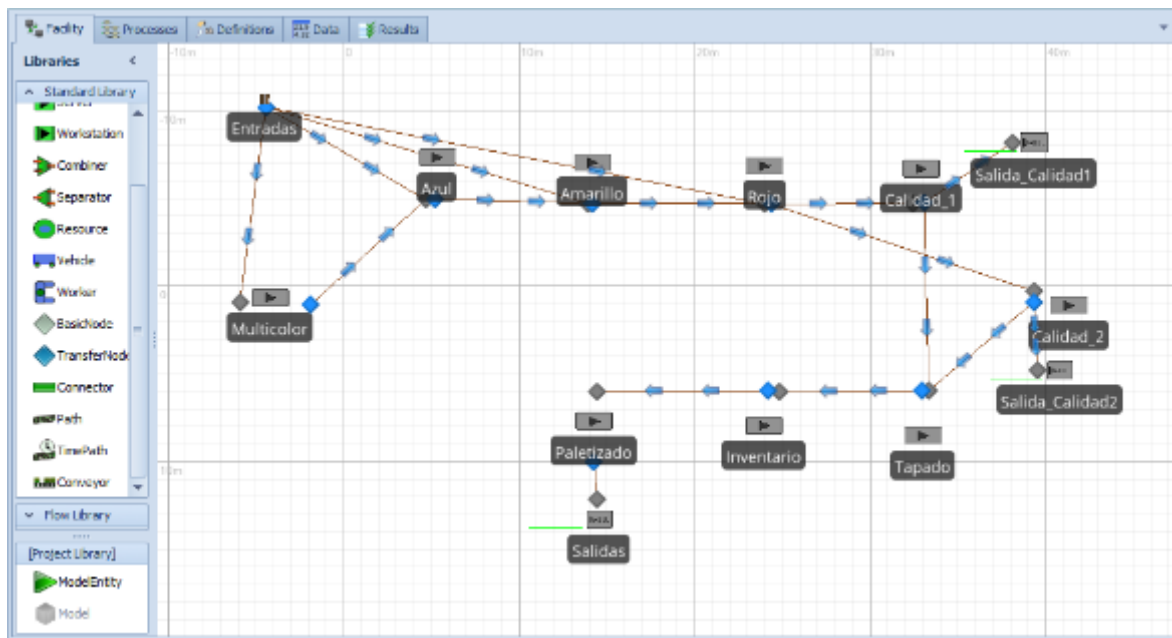 Facility Processes Definitions Data Results
Libraries
Standard Library
Server
Workstation
Combiner
Separator
Resource
Vehicle
Worker
BasicNode
TransferNode
Connector
Path
TimePath
Conveyor
Flow Library
[Project Library]
ModelEntity
Model
-10m 0 10m 20m 30m 40m
-10m
Entradas
Azul
Amarillo
Rojo
Calidad_1
Salida_Calidad1
0
Multicolor
Calidad_2
Salida_Calidad2
10m
Paletizado
Inventario
Tapado
Salidas